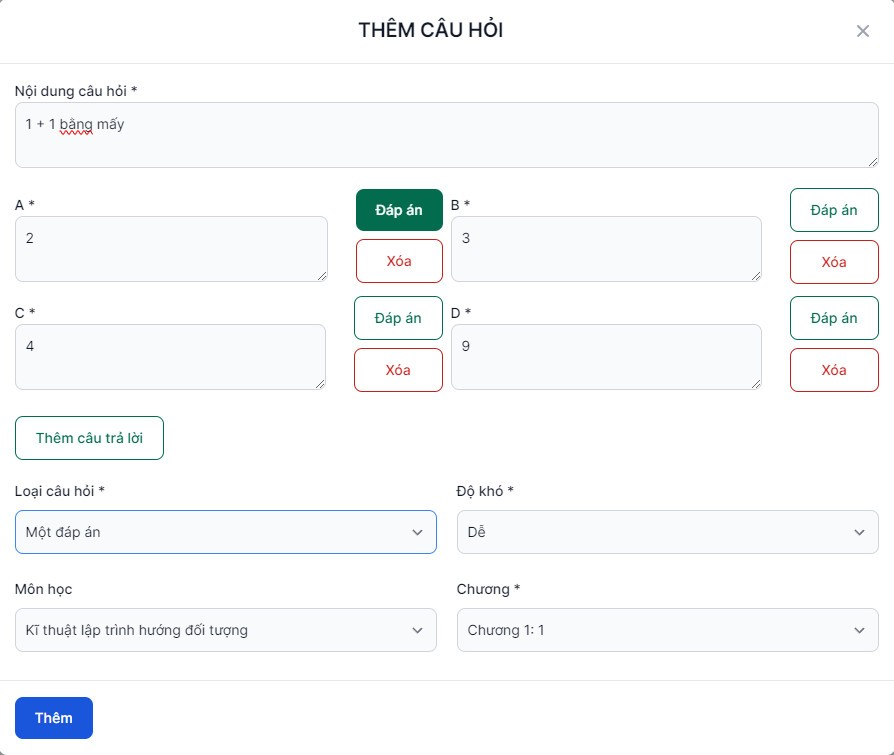 THÊM CÂU HỎI
Nội dung câu hỏi *
1 + 1 bằng mấy
A *
Đáp án
2
Xóa
B *
Đáp án
3
Xóa
C *
Đáp án
4
Xóa
D *
Đáp án
9
Xóa
Thêm câu trả lời
Loại câu hỏi *
Một đáp án
Độ khó *
Dễ
Môn học
Kĩ thuật lập trình hướng đối tượng
Chương *
Chương 1: 1
Thêm